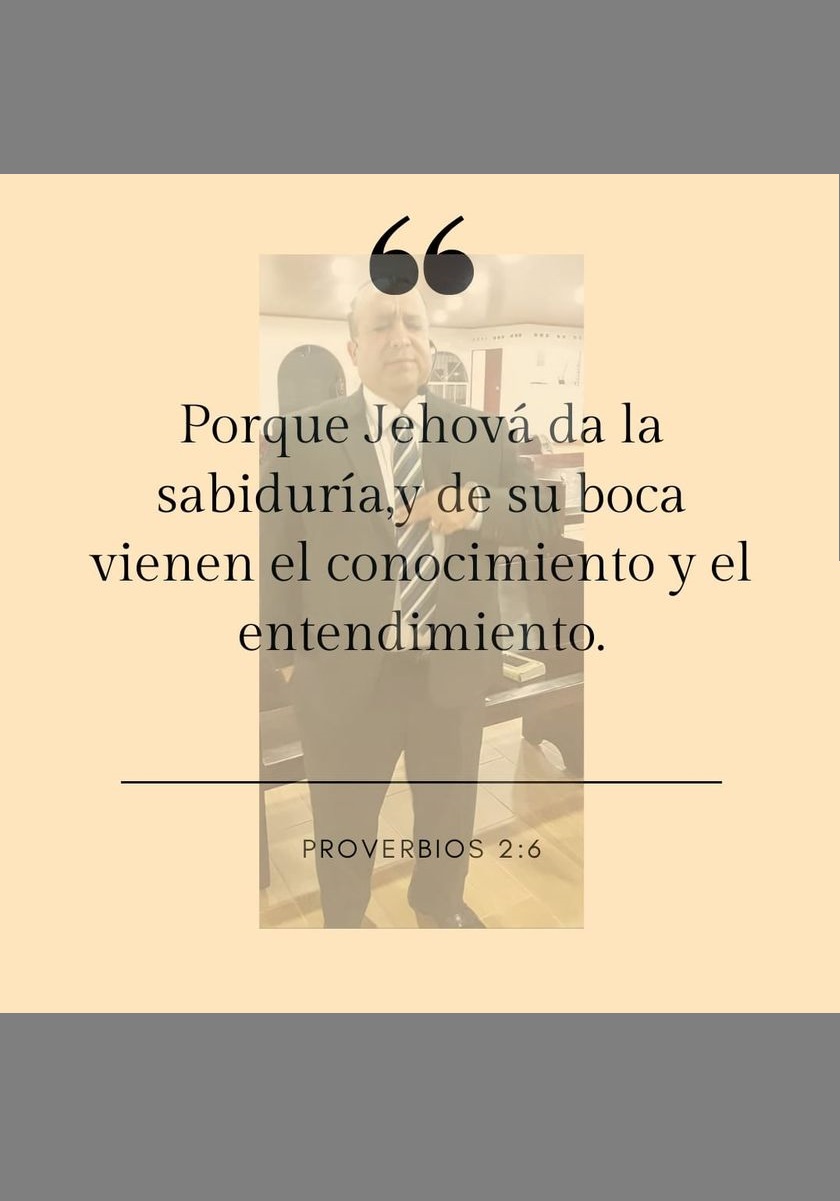 “
Porque Jehová da la
sabiduría,y de su boca
vienen el conocimiento y el
entendimiento.
PROVERBIOS 2:6